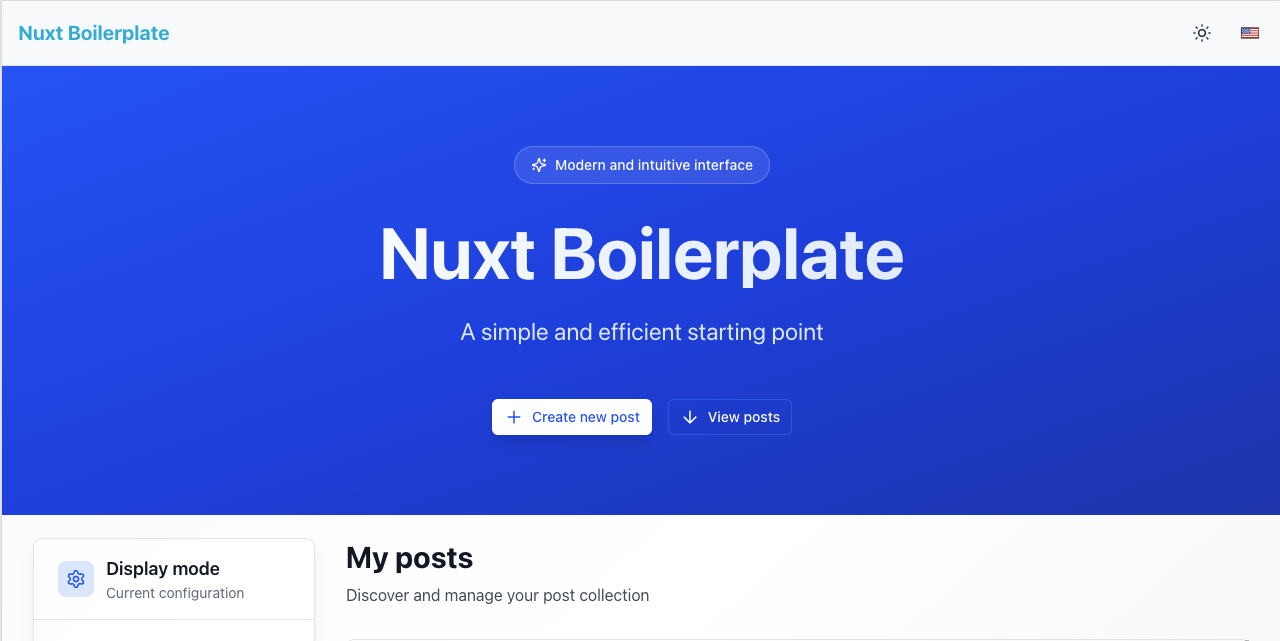 Nuxt Boilerplate
Modern and intuitive interface
Nuxt Boilerplate
A simple and efficient starting point
Create new post
View posts
Display mode
Current configuration
My posts
Discover and manage your post collection